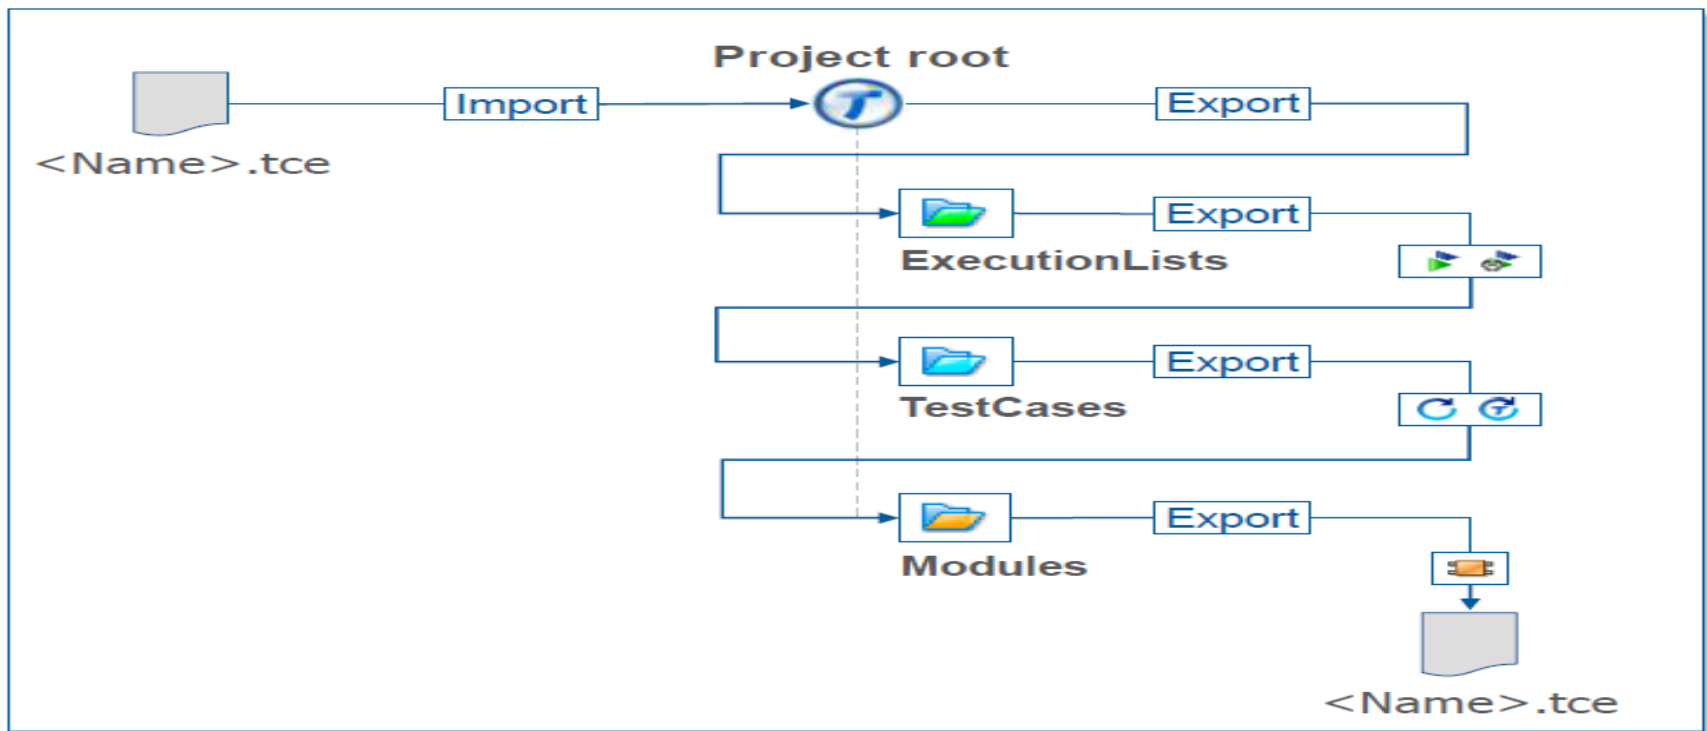 Project root
Import
Export
<Name>.tce
Export
ExecutionLists
Export
TestCases
Export
Modules
<Name>.tce